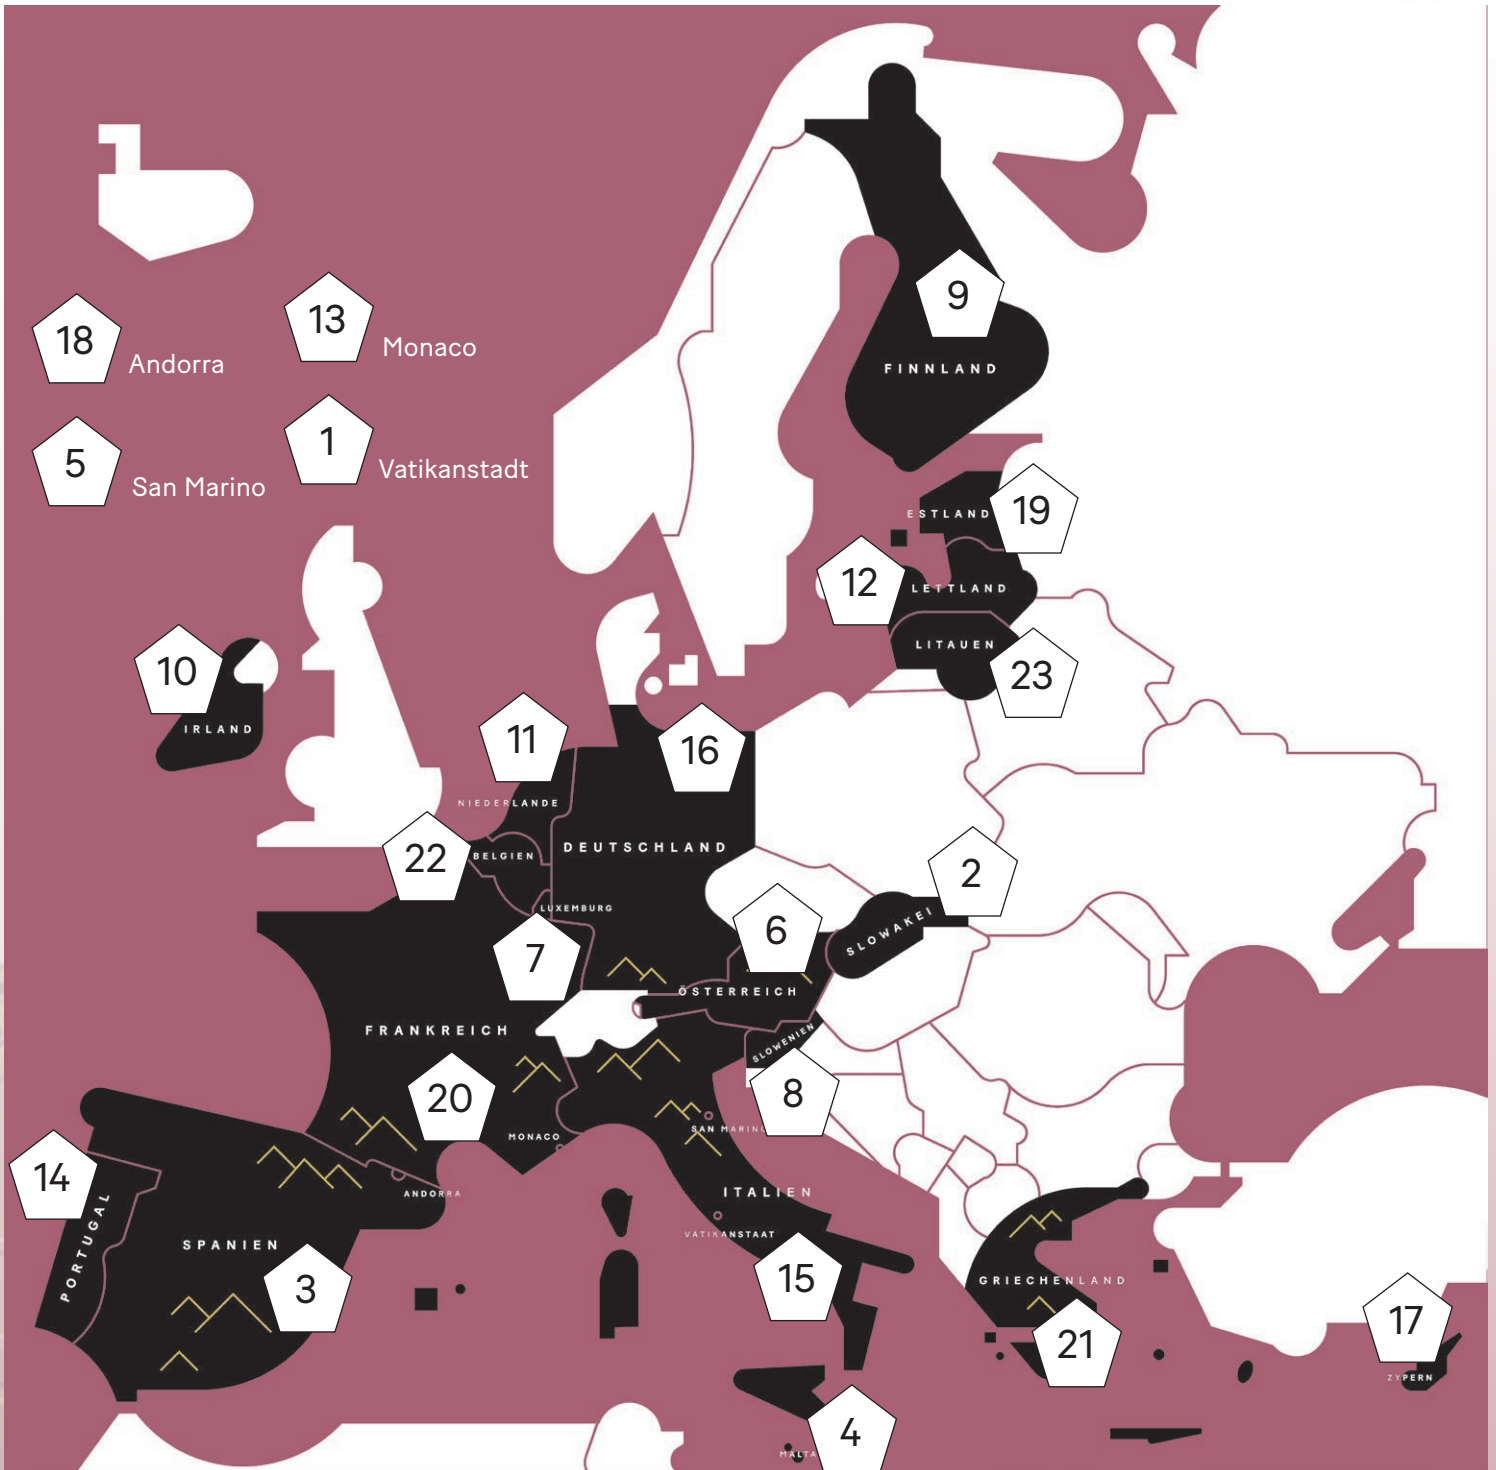 18
Andorra
13
Monaco
5
San Marino
1
Vatikanstadt
9
FINNLAND
19
ESTLAND
12
LETTLAND
LITAUEN
23
10
IRLAND
11
16
NIEDERLANDE
DEUTSCHLAND
22
BELGIEN
2
LUXEMBURG
6
SLOWAKEI
7
ÖSTERREICH
FRANKREICH
SLOWENIEN
20
8
MONACO
SAN MARINO
14
ANDORRA
PORTUGAL
ITALIEN
SPANIEN
VATIKANSTAAT
3
15
GRIECHENLAND
21
17
ZYPERN
4
MALTA